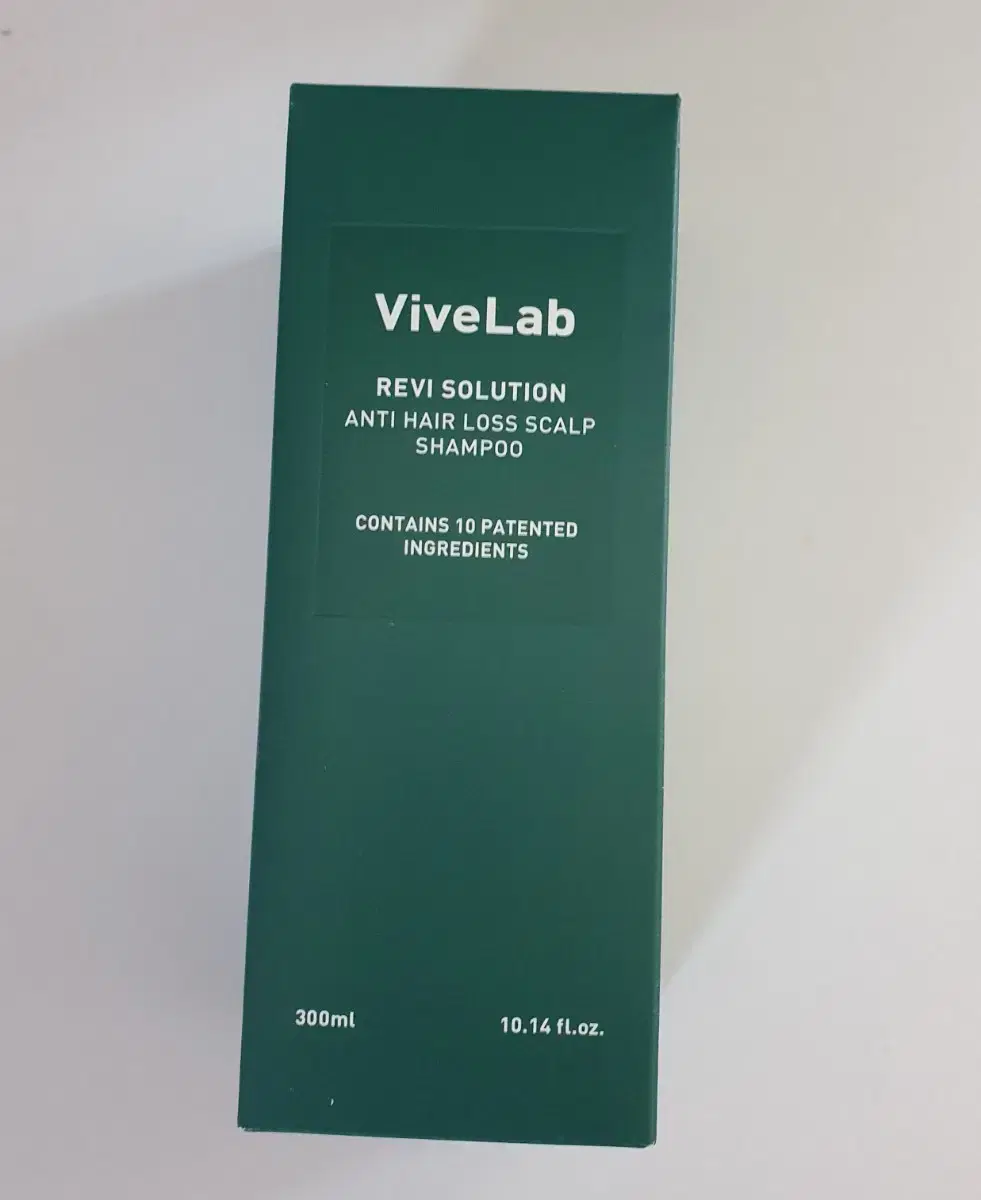 ViveLab
REVI SOLUTION
ANTI HAIR LOSS SCALP
SHAMPOO
CONTAINS 10 PATENTED
INGREDIENTS
300ml
10.14 fl.oz.